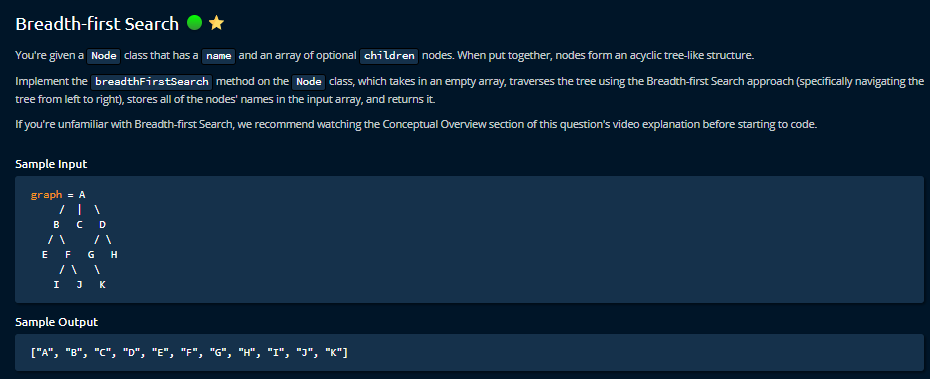 Breadth-first Search
You're given a Node class that has a name and an array of optional children nodes. When put together, nodes form an acyclic tree-like structure.
Implement the breadthFirstSearch method on the Node class, which takes in an empty array, traverses the tree using the Breadth-first Search approach (specifically navigating the
tree from left to right), stores all of the nodes' names in the input array, and returns it.
If you're unfamiliar with Breadth-first Search, we recommend watching the Conceptual Overview section of this question's video explanation before starting to code.
Sample Input
graph = A
/ | \
B C D
/ \ / \
E F G H
/ \ \
I J K
Sample Output
["A", "B", "C", "D", "E", "F", "G", "H", "I", "J", "K"]